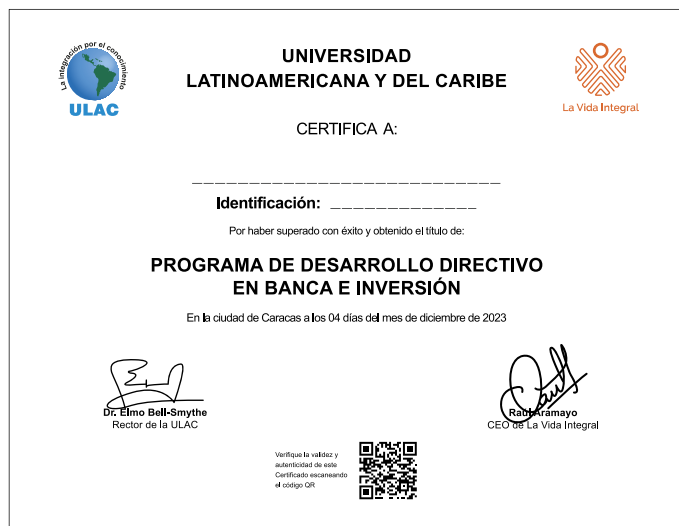 La integración por el conocimiento
ULAC
UNIVERSIDAD
LATINOAMERICANA Y DEL CARIBE
La Vida Integral
CERTIFICA A:
____________________________
Identificación: _____________
Por haber superado con éxito y obtenido el título de:
PROGRAMA DE DESARROLLO DIRECTIVO
EN BANCA E INVERSIÓN
En la ciudad de Caracas a los 04 días del mes de diciembre de 2023
Dr. Elmo Bell-Smythe
Rector de la ULAC
Raúl Aramayo
CEO de La Vida Integral
Verifique la validez y
autenticidad de este
Certificado escaneando
el código QR